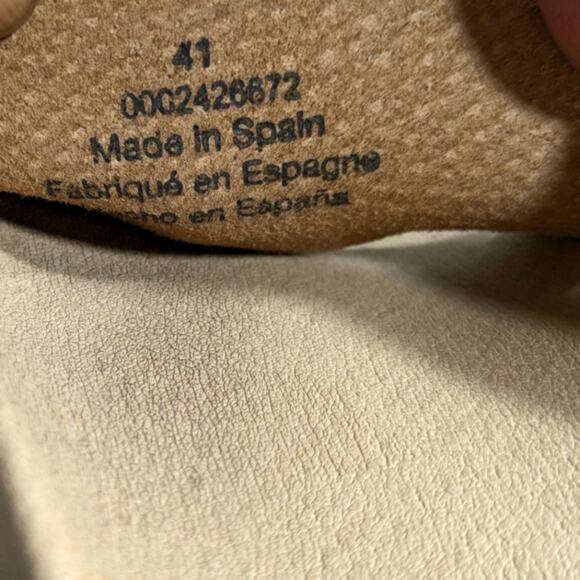 41
0002426672
Made in Spain
Fabriqué en Espagne
en España